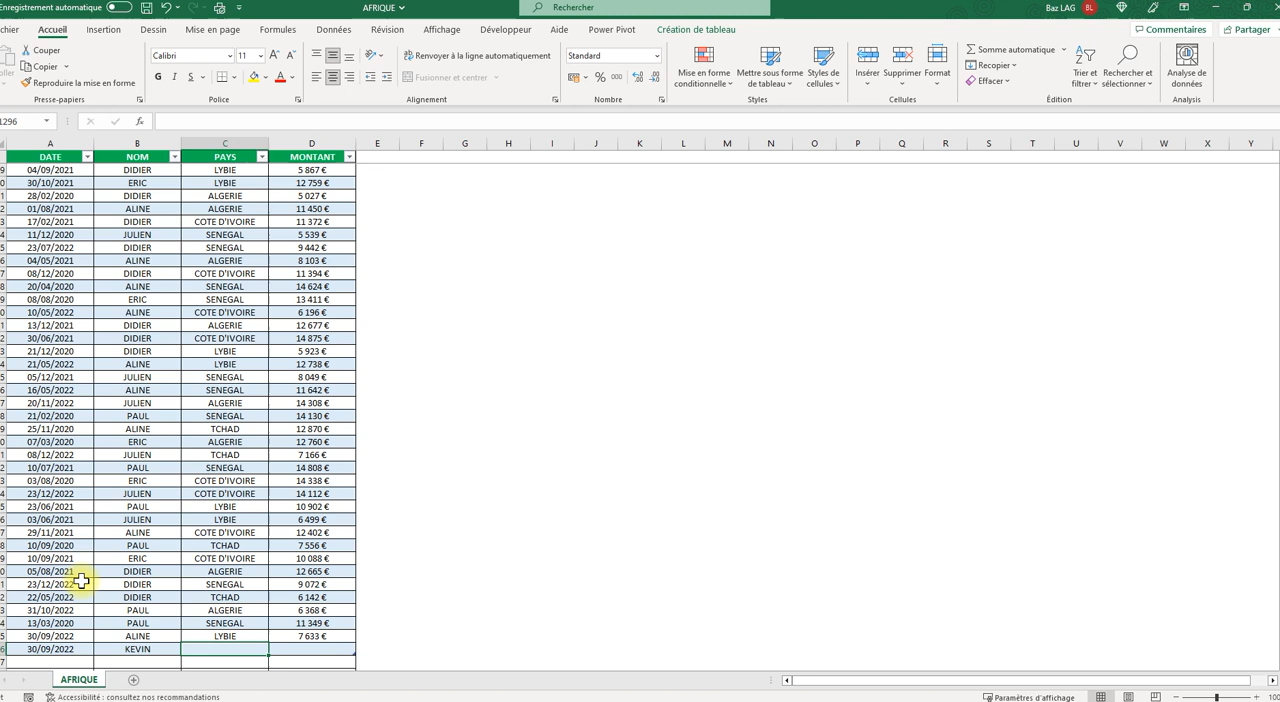 Enregistrement automatique
AFRIQUE
Rechercher
Baz LAG BL
Accueil Insertion Dessin Mise en page Formules Données Révision Affichage Développeur Aide Power Pivot Création de tableau
Commentaires Partager
Couper
Copier
Reproduire la mise en forme
Presse-papiers
Calibri 11 A A
G I S
Police
Renvoyer à la ligne automatiquement
Fusionner et centrer
Alignement
Standard
% 000
Nombre
Mise en forme conditionnelle
Mettre sous forme de tableau
Styles de cellules
Styles
Insérer Supprimer Format
Cellules
Somme automatique
Recopier
Effacer
Trier et filtrer
Rechercher et sélectionner
Édition
Analyse de données
Analysis
fx
A B C D E F G H I J K L M N O P Q R S T U V W X Y
DATE NOM PAYS MONTANT
04/09/2021 DIDIER LYBIE 5 867 €
30/10/2021 ERIC LYBIE 12 759 €
28/02/2020 DIDIER ALGERIE 5 027 €
01/08/2021 ALINE ALGERIE 11 450 €
17/02/2021 DIDIER COTE D'IVOIRE 11 372 €
11/12/2020 JULIEN SENEGAL 5 539 €
23/07/2022 DIDIER SENEGAL 9 442 €
04/05/2021 ALINE ALGERIE 8 103 €
08/12/2020 DIDIER COTE D'IVOIRE 11 394 €
20/04/2020 ALINE SENEGAL 14 624 €
08/08/2020 ERIC SENEGAL 13 411 €
10/05/2022 ALINE COTE D'IVOIRE 6 196 €
13/12/2021 DIDIER ALGERIE 12 677 €
30/06/2021 DIDIER COTE D'IVOIRE 14 875 €
21/12/2020 DIDIER LYBIE 5 923 €
21/05/2022 ALINE LYBIE 12 738 €
05/12/2021 JULIEN SENEGAL 8 049 €
16/05/2022 ALINE SENEGAL 11 642 €
20/11/2022 JULIEN ALGERIE 14 308 €
21/02/2020 PAUL SENEGAL 14 130 €
25/11/2020 ALINE TCHAD 12 870 €
07/03/2020 ERIC ALGERIE 12 760 €
08/12/2022 JULIEN TCHAD 7 166 €
10/07/2021 PAUL SENEGAL 14 808 €
03/08/2020 ERIC COTE D'IVOIRE 14 338 €
23/12/2022 JULIEN COTE D'IVOIRE 14 112 €
23/06/2021 PAUL LYBIE 10 902 €
03/06/2021 JULIEN LYBIE 6 499 €
29/11/2021 ALINE COTE D'IVOIRE 12 402 €
10/09/2020 PAUL TCHAD 7 556 €
10/09/2021 ERIC COTE D'IVOIRE 10 088 €
05/08/2021 DIDIER ALGERIE 12 665 €
23/12/2022 DIDIER SENEGAL 9 072 €
22/05/2022 DIDIER TCHAD 6 142 €
31/10/2022 PAUL ALGERIE 6 368 €
13/03/2020 PAUL SENEGAL 11 349 €
30/09/2022 ALINE LYBIE 7 633 €
30/09/2022 KEVIN
AFRIQUE
Accessibilité : consultez nos recommandations
Paramètres d'affichage